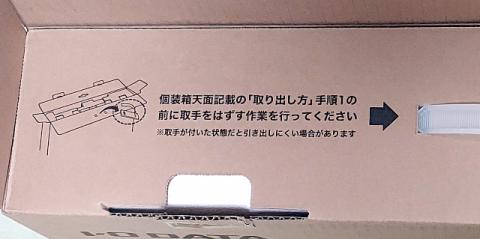 個装箱天面記載の「取り出し方」手順1の
前に取手をはずす作業を行ってください
※取手が付いた状態だと引き出しにくい場合があります
I-O DATA